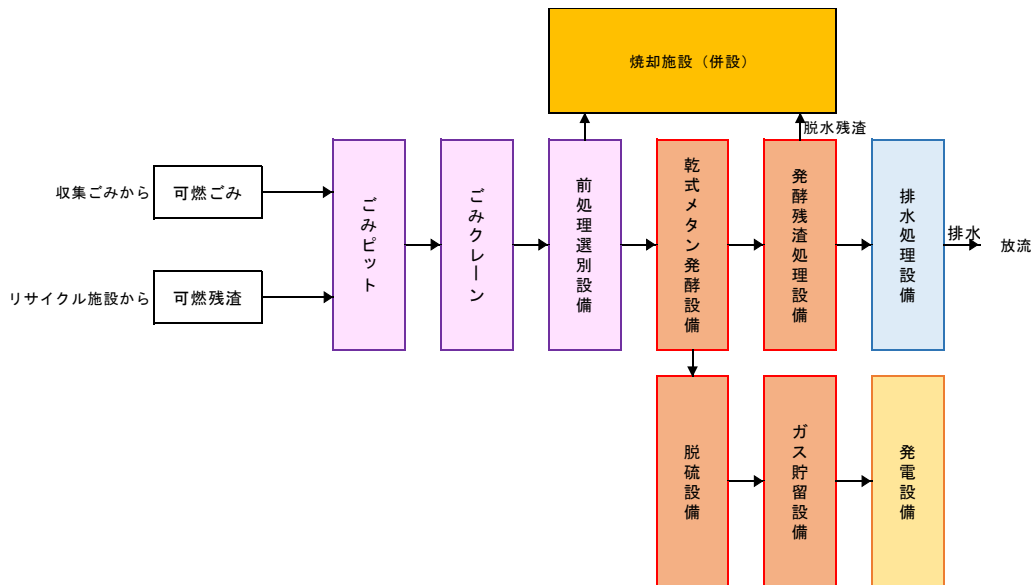 焼却施設（併設）
脱水残渣
収集ごみから
可燃ごみ
リサイクル施設から
可燃残渣
ごみピット
ごみクレーン
前処理選別設備
乾式メタン発酵設備
発酵残渣処理設備
排水処理設備
排水
放流
脱硫設備
ガス貯留設備
発電設備